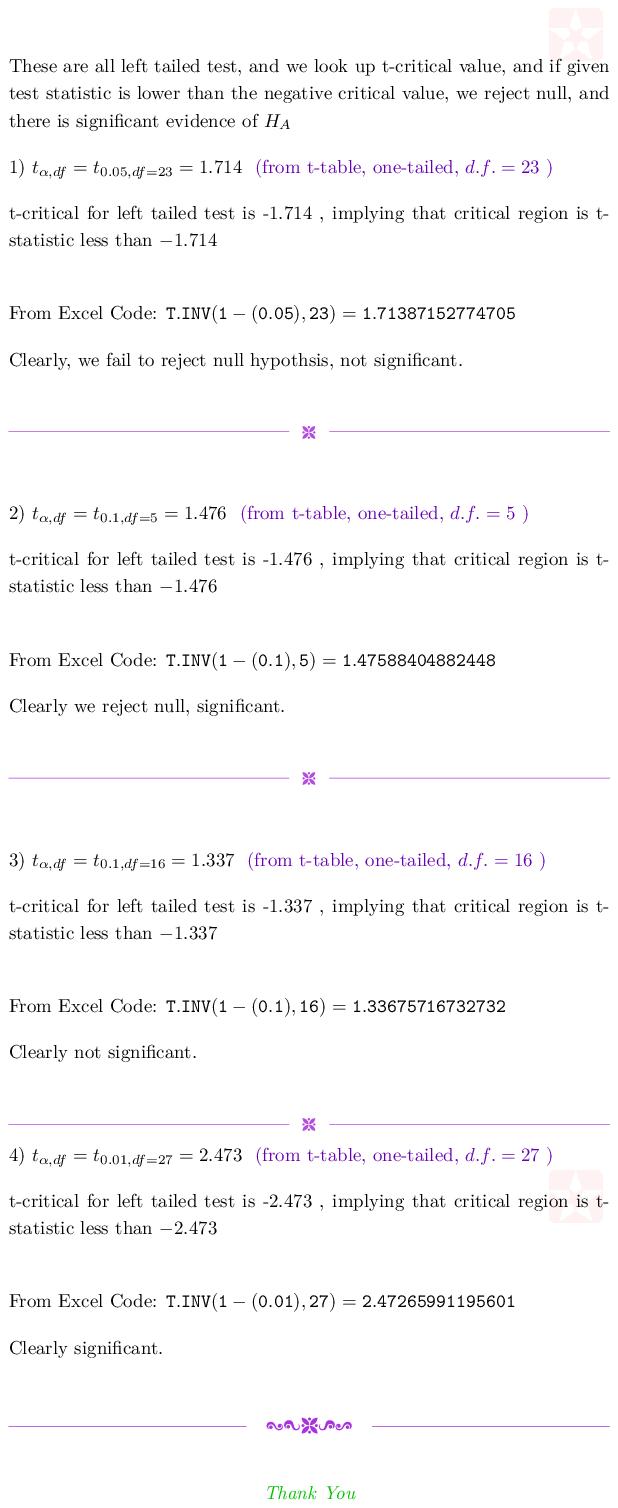 These are all left tailed test, and we look up t-critical value, and if given
test statistic is lower than the negative critical value, we reject null, and
there is significant evidence of H_A
1) t_{α,df} = t_{0.05,df=23} = 1.714 (from t-table, one-tailed, d.f. = 23 )
t-critical for left tailed test is -1.714 , implying that critical region is t-
statistic less than −1.714
From Excel Code: T.INV(1 − (0.05), 23) = 1.71387152774705
Clearly, we fail to reject null hypothsis, not significant.
2) t_{α,df} = t_{0.1,df=5} = 1.476 (from t-table, one-tailed, d.f. = 5 )
t-critical for left tailed test is -1.476 , implying that critical region is t-
statistic less than −1.476
From Excel Code: T.INV(1 − (0.1), 5) = 1.47588404882448
Clearly we reject null, significant.
3) t_{α,df} = t_{0.1,df=16} = 1.337 (from t-table, one-tailed, d.f. = 16 )
t-critical for left tailed test is -1.337 , implying that critical region is t-
statistic less than −1.337
From Excel Code: T.INV(1 − (0.1), 16) = 1.33675716732732
Clearly not significant.
4) t_{α,df} = t_{0.01,df=27} = 2.473 (from t-table, one-tailed, d.f. = 27 )
t-critical for left tailed test is -2.473 , implying that critical region is t-
statistic less than −2.473
From Excel Code: T.INV(1 − (0.01), 27) = 2.47265991195601
Clearly significant.
Thank You